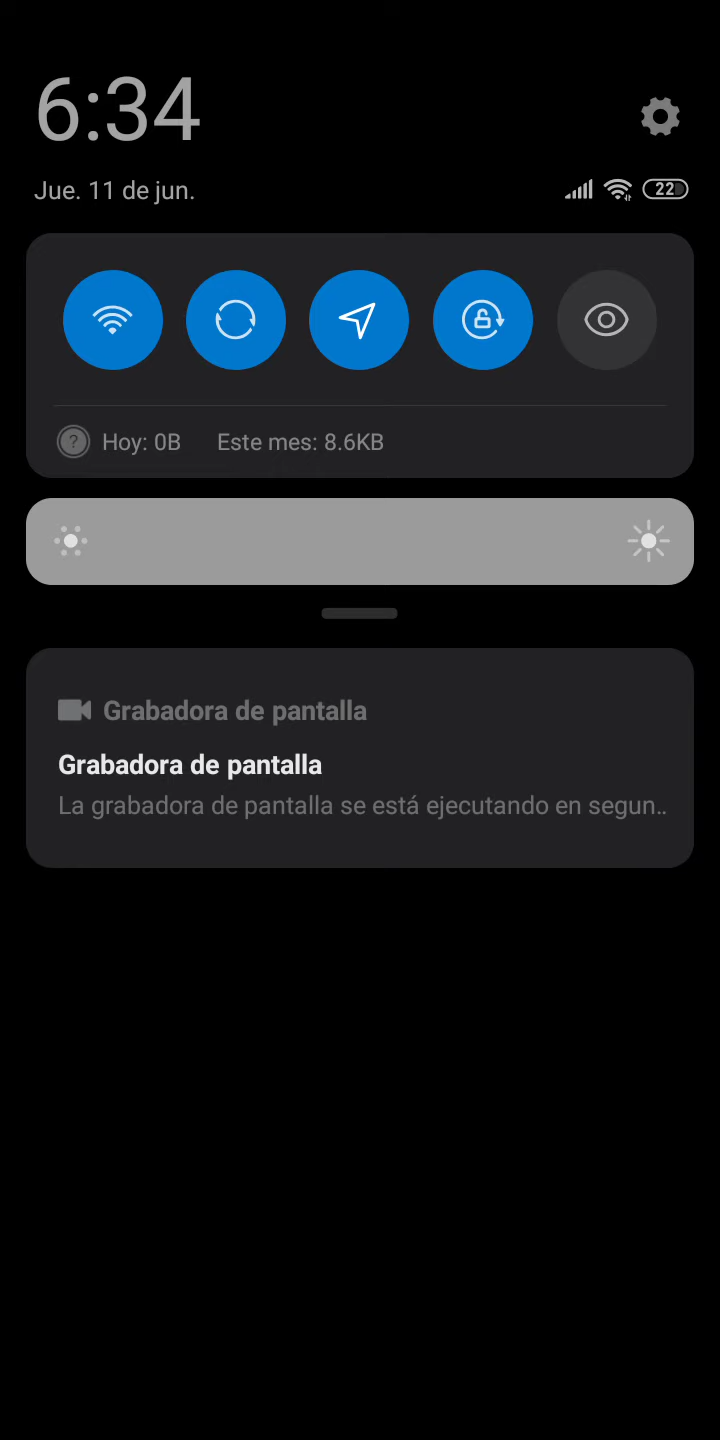 6:34
Jue. 11 de jun.
22
? Hoy: 0B Este mes: 8.6KB
Grabadora de pantalla
Grabadora de pantalla
La grabadora de pantalla se está ejecutando en segun..